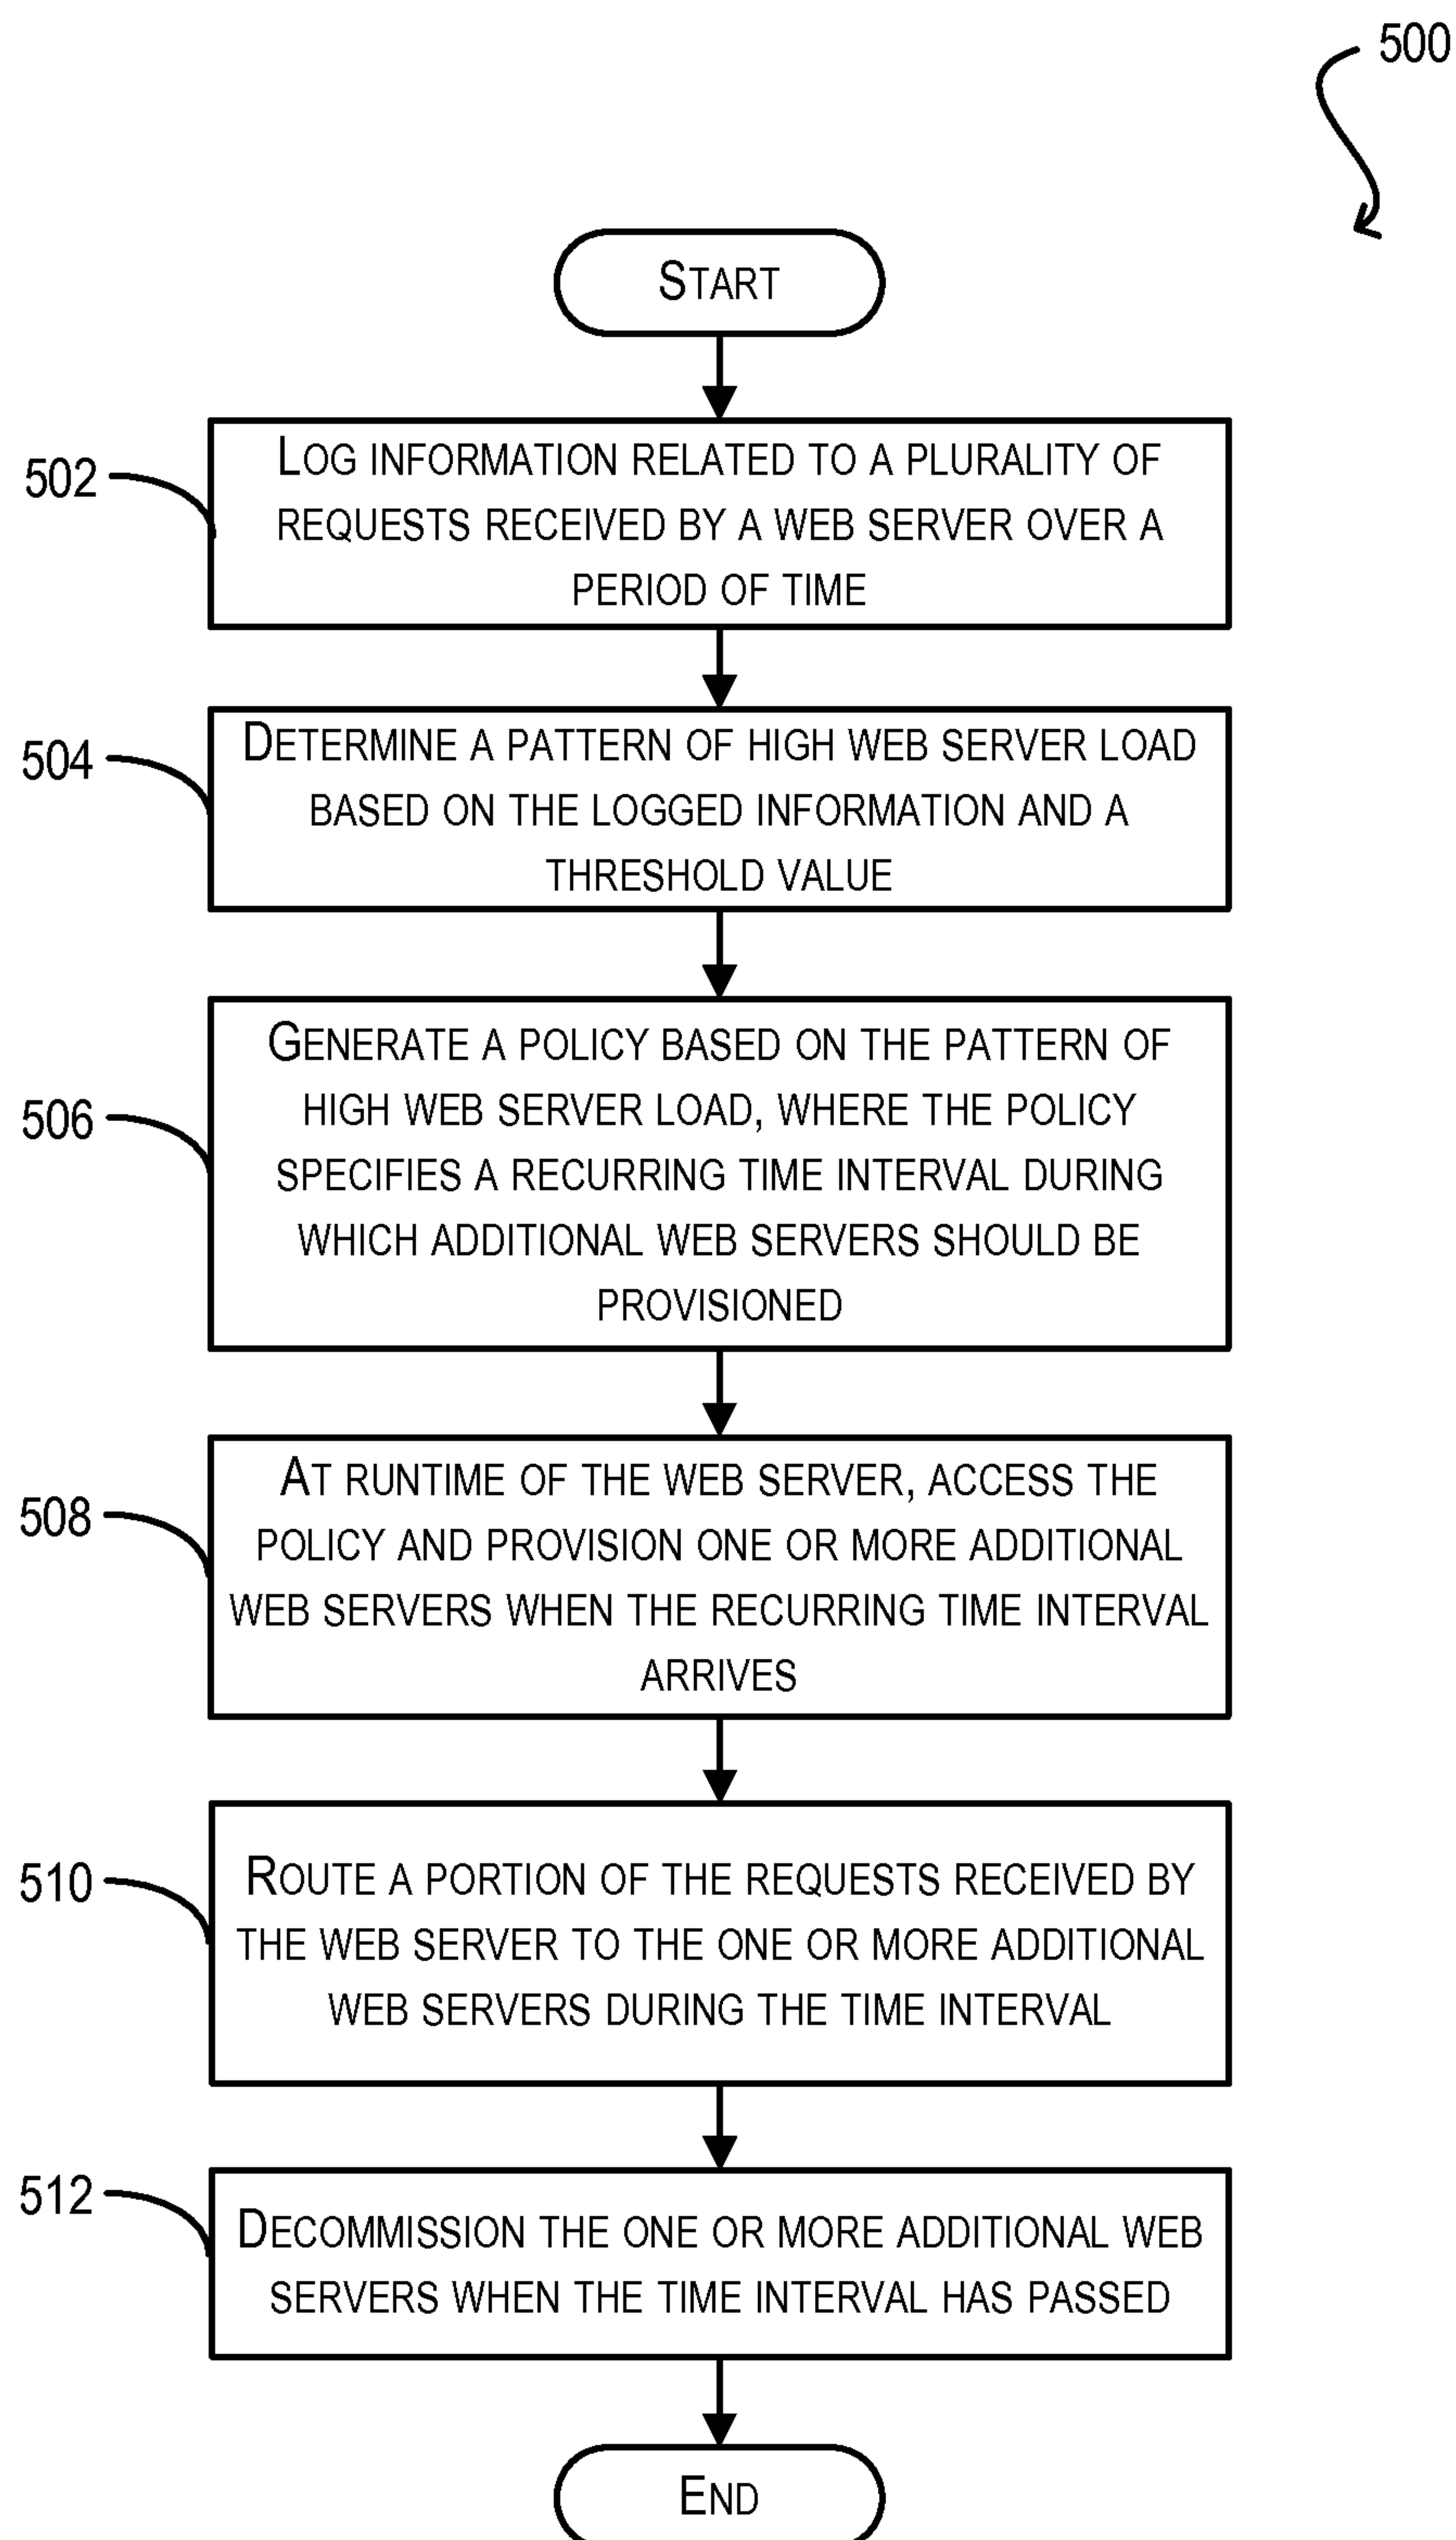 500
START
502
LOG INFORMATION RELATED TO A PLURALITY OF
REQUESTS RECEIVED BY A WEB SERVER OVER A
PERIOD OF TIME
504
DETERMINE A PATTERN OF HIGH WEB SERVER LOAD
BASED ON THE LOGGED INFORMATION AND A
THRESHOLD VALUE
506
GENERATE A POLICY BASED ON THE PATTERN OF
HIGH WEB SERVER LOAD, WHERE THE POLICY
SPECIFIES A RECURRING TIME INTERVAL DURING
WHICH ADDITIONAL WEB SERVERS SHOULD BE
PROVISIONED
508
AT RUNTIME OF THE WEB SERVER, ACCESS THE
POLICY AND PROVISION ONE OR MORE ADDITIONAL
WEB SERVERS WHEN THE RECURRING TIME INTERVAL
ARRIVES
510
ROUTE A PORTION OF THE REQUESTS RECEIVED BY
THE WEB SERVER TO THE ONE OR MORE ADDITIONAL
WEB SERVERS DURING THE TIME INTERVAL
512
DECOMMISSION THE ONE OR MORE ADDITIONAL WEB
SERVERS WHEN THE TIME INTERVAL HAS PASSED
END